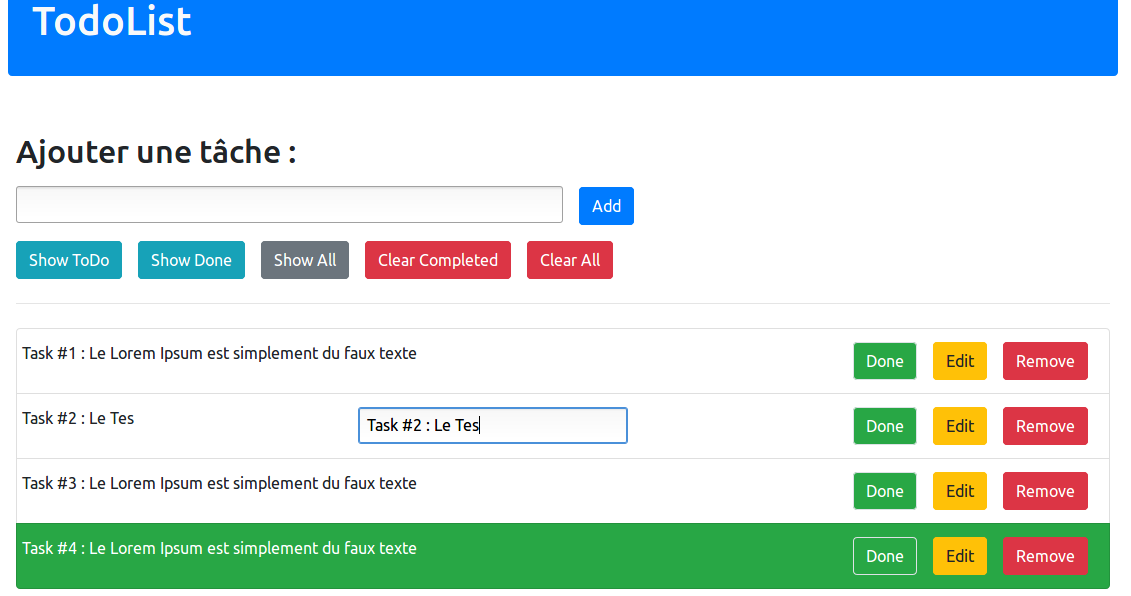 TodoList
Ajouter une tâche :
Add
Show ToDo Show Done Show All Clear Completed Clear All
Task #1 : Le Lorem Ipsum est simplement du faux texte Done Edit Remove
Task #2 : Le Tes Task #2 : Le Tes Done Edit Remove
Task #3 : Le Lorem Ipsum est simplement du faux texte Done Edit Remove
Task #4 : Le Lorem Ipsum est simplement du faux texte Done Edit Remove